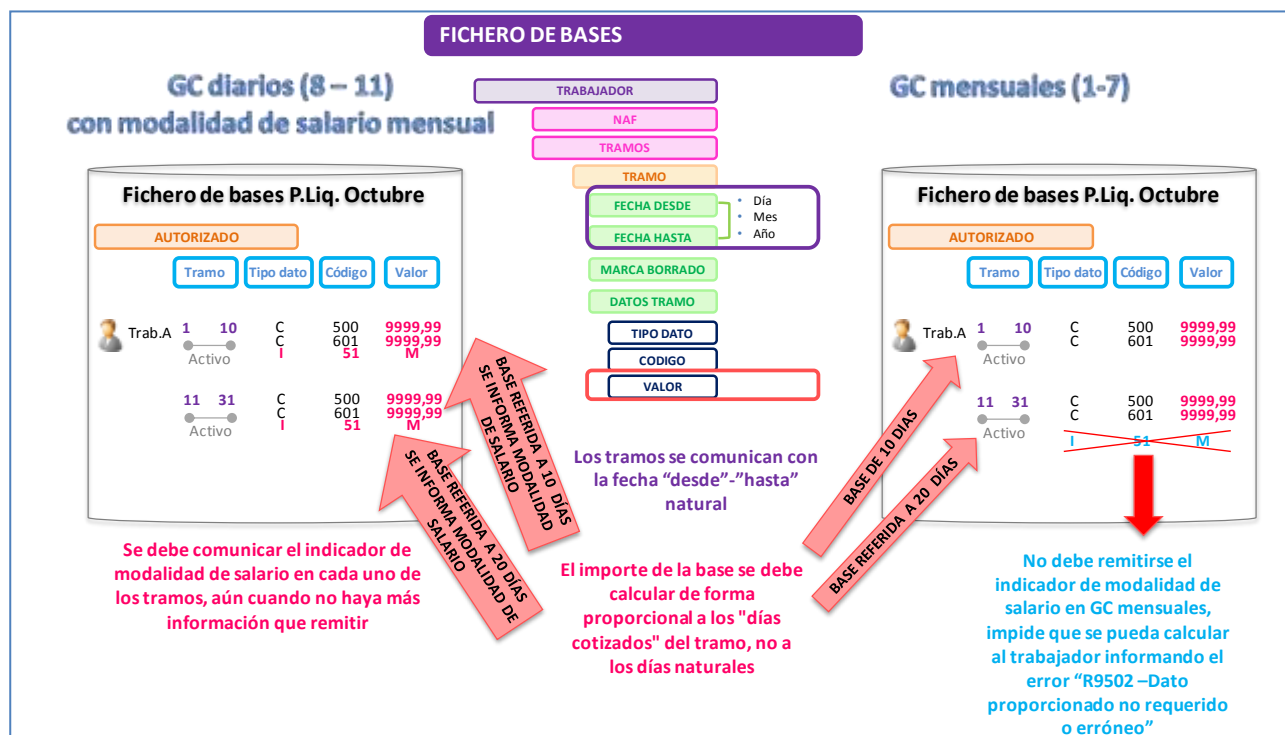 FICHERO DE BASES
GC diarios (8 – 11)
con modalidad de salario mensual
Fichero de bases P.Liq. Octubre
AUTORIZADO
Tramo Tipo dato Código Valor
Trab.A 1 10 C 500 9999,99
C 601 9999,99
Activo I 51 M
11 31 C 500 9999,99
C 601 9999,99
Activo I 51 M
Se debe comunicar el indicador de
modalidad de salario en cada uno de
los tramos, aún cuando no haya más
información que remitir
BASE REFERIDA A 10 DÍAS
SE INFORMA MODALIDAD
DE SALARIO
BASE REFERIDA A 20 DÍAS
SE INFORMA MODALIDAD DE
SALARIO
TRABAJADOR
NAF
TRAMOS
TRAMO
FECHA DESDE
FECHA HASTA
• Día
• Mes
• Año
MARCA BORRADO
DATOS TRAMO
TIPO DATO
CODIGO
VALOR
Los tramos se comunican con
la fecha “desde”-”hasta”
natural
El importe de la base se debe
calcular de forma
proporcional a los "días
cotizados" del tramo, no a
los días naturales
BASE DE 10 DIAS
BASE REFERIDA A 20 DÍAS
GC mensuales (1-7)
Fichero de bases P.Liq. Octubre
AUTORIZADO
Tramo Tipo dato Código Valor
Trab.A 1 10 C 500 9999,99
C 601 9999,99
Activo
11 31 C 500 9999,99
C 601 9999,99
Activo
I 51 M
No debe remitirse el
indicador de modalidad de
salario en GC mensuales,
impide que se pueda calcular
al trabajador informando el
error “R9502 –Dato
proporcionado no requerido
o erróneo”